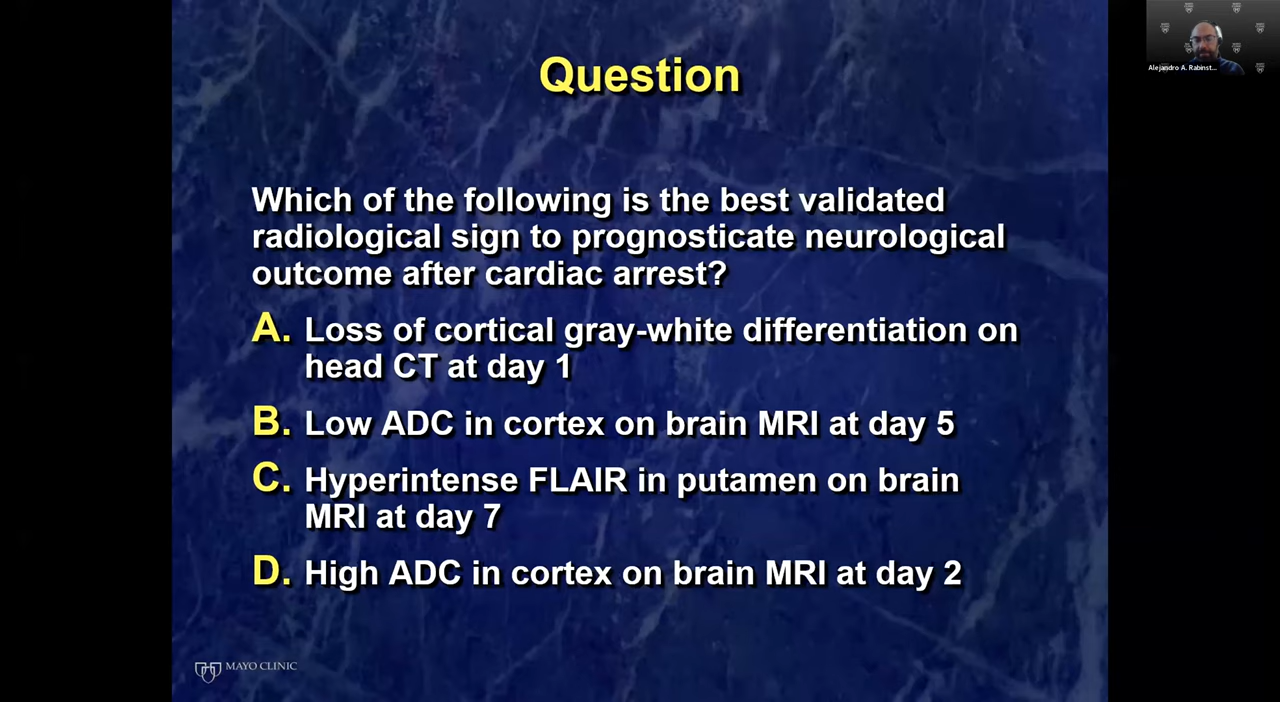 Question
Which of the following is the best validated
radiological sign to prognosticate neurological
outcome after cardiac arrest?
A. Loss of cortical gray-white differentiation on
head CT at day 1
B. Low ADC in cortex on brain MRI at day 5
C. Hyperintense FLAIR in putamen on brain
MRI at day 7
D. High ADC in cortex on brain MRI at day 2
MAYO CLINIC
Alejandro A. Rabinst...